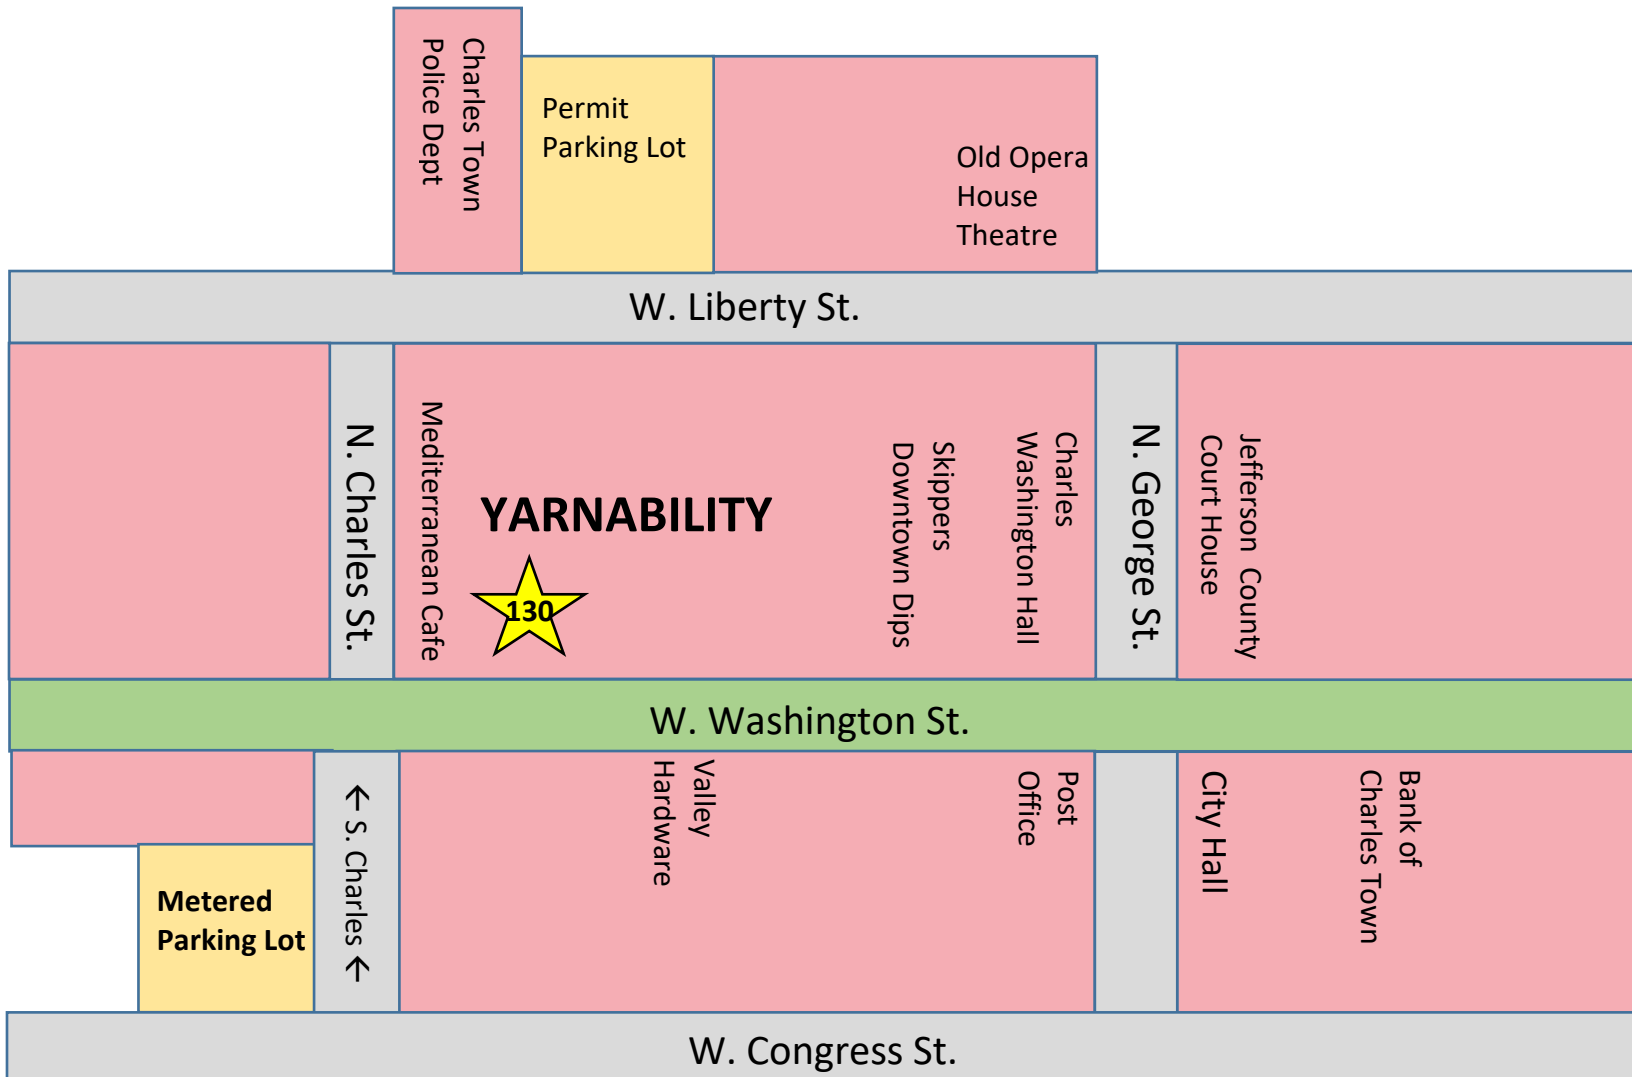 Charles Town
Police Dept
Permit
Parking Lot
Old Opera
House
Theatre
W. Liberty St.
N. Charles St.
Mediterranean Cafe
YARNABILITY
130
Skippers
Downtown Dips
Charles
Washington Hall
N. George St.
Jefferson County
Court House
W. Washington St.
Metered
Parking Lot
← S. Charles ←
Valley
Hardware
Post
Office
City Hall
Bank of
Charles Town
W. Congress St.